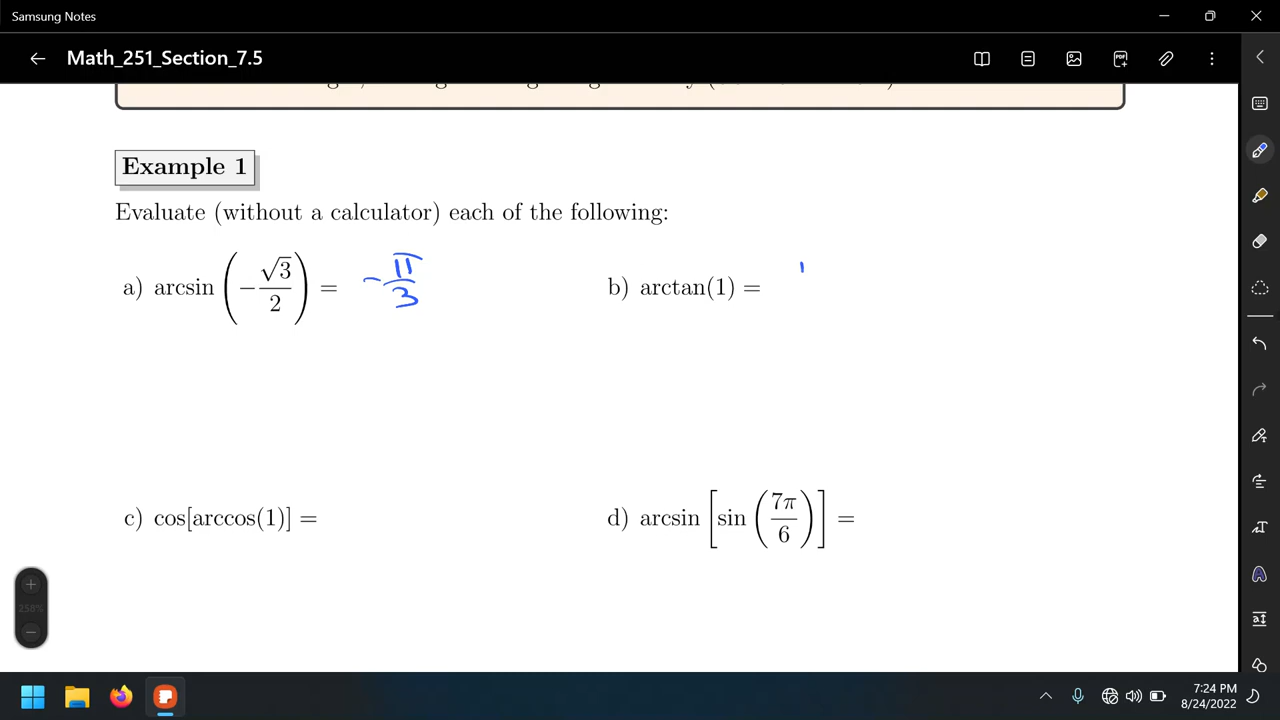 Samsung Notes
Math_251_Section_7.5
Example 1
Evaluate (without a calculator) each of the following:
a) arcsin(-√3/2) = -π/3
b) arctan(1) =
c) cos[arccos(1)] =
d) arcsin[sin(7π/6)] =
258%
7:24 PM
8/24/2022